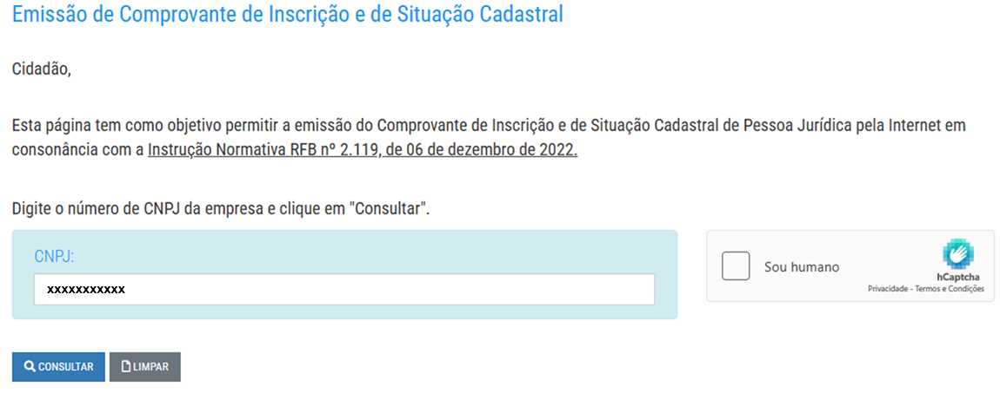 Emissão de Comprovante de Inscrição e de Situação Cadastral
Cidadão,
Esta página tem como objetivo permitir a emissão do Comprovante de Inscrição e de Situação Cadastral de Pessoa Jurídica pela Internet em
consonância com a Instrução Normativa RFB nº 2.119, de 06 de dezembro de 2022.
Digite o número de CNPJ da empresa e clique em "Consultar".
CNPJ:
xxxxxxxxxxx
Sou humano
hCaptcha
Privacidade - Termos e Condições
CONSULTAR
LIMPAR